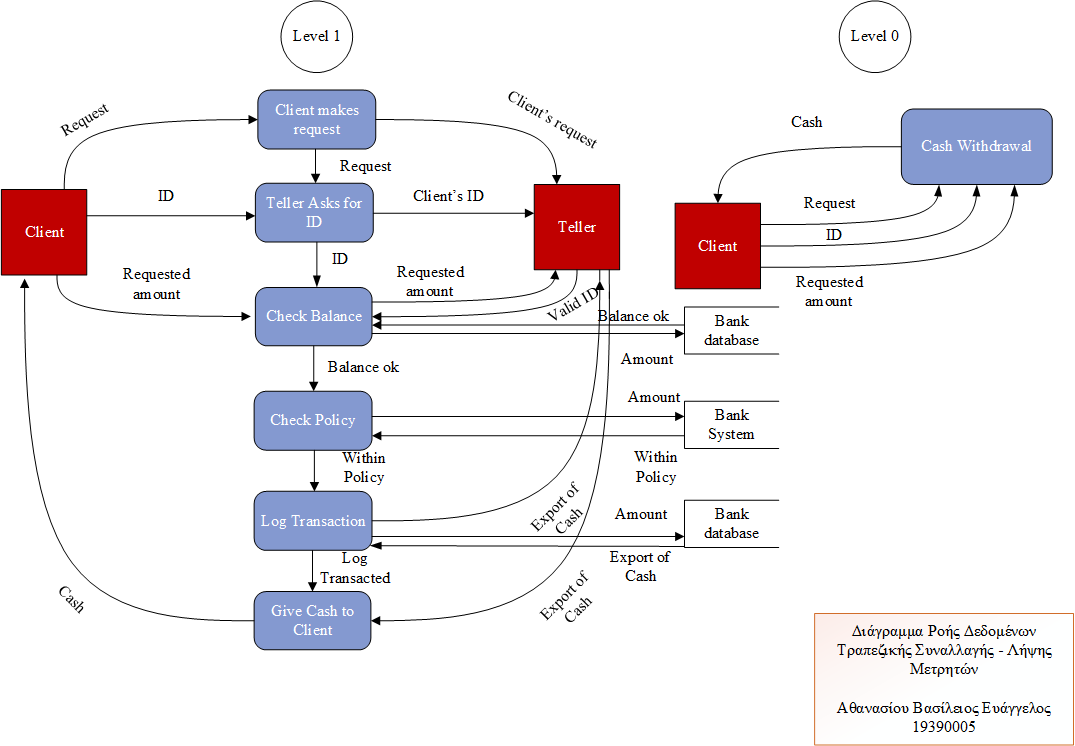 Level 1
Level 0
Client makes
request
Request
Client's request
Request
Teller Asks for
ID
ID
Client's ID
Client
Teller
ID
Requested
amount
Requested
amount
Check Balance
Valid ID
Balance ok
Bank
database
Amount
Balance ok
Check Policy
Amount
Bank
System
Within
Policy
Within
Policy
Log Transaction
Export of
Cash
Amount
Bank
database
Export of
Cash
Log
Transacted
Give Cash to
Client
Export of
Cash
Cash
Cash
Cash Withdrawal
Request
ID
Client
Requested
amount
Διάγραμμα Ροής Δεδομένων
Τραπεζικής Συναλλαγής - Λήψης
Μετρητών
Αθανασίου Βασίλειος Ευάγγελος
19390005